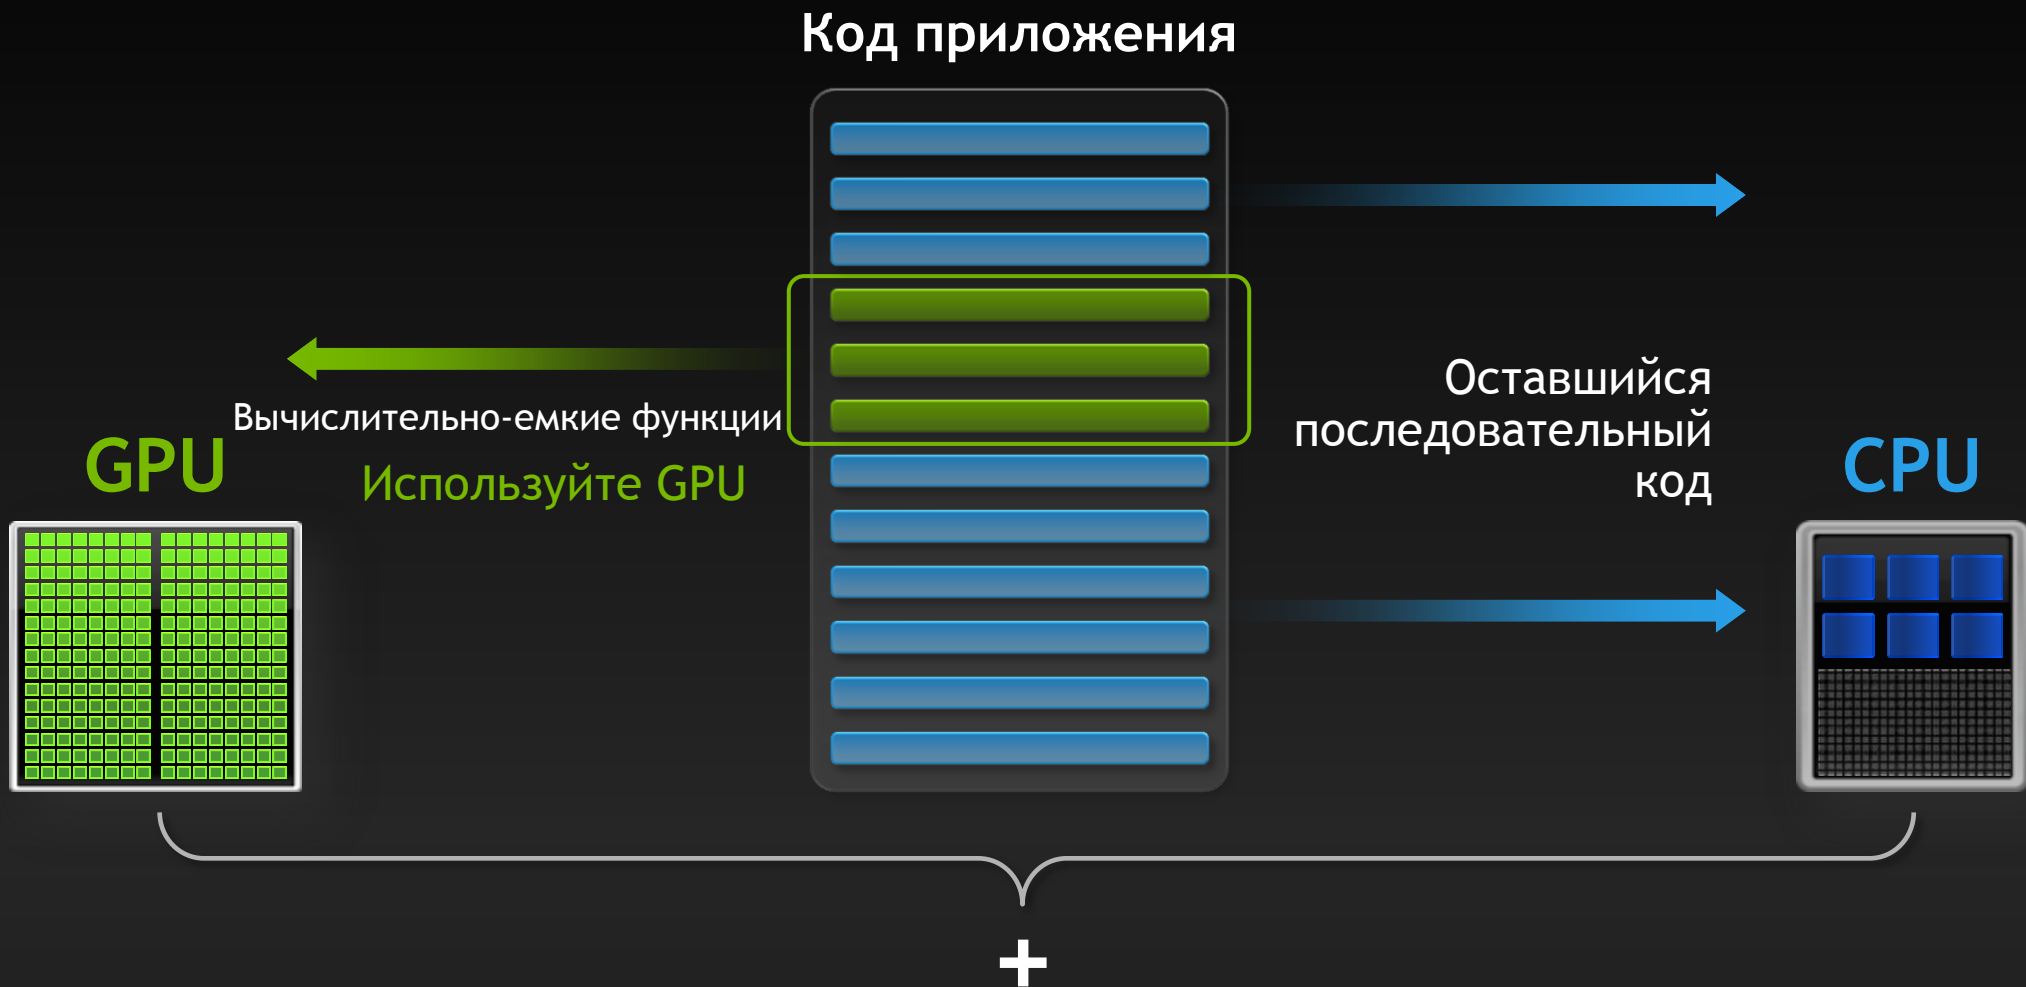 Код приложения
Вычислительно-емкие функции
GPU
Используйте GPU
Оставшийся
последовательный
код
CPU
+